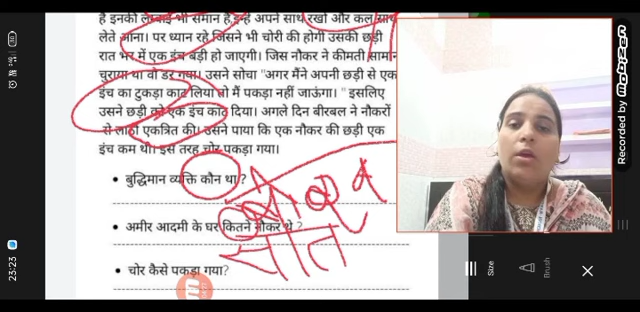 है इनकी लम्बाई भी समान है इन्हें अपने साथ रखो और कल साथ
लेते आना। पर ध्यान रहे जिसने भी चोरी की होगी उसकी छड़ी
रात भर में एक इंच बड़ी हो जाएगी। जिस नौकर ने कीमती सामान
चुराया था वो डर गया। उसने सोचा "अगर मैंने अपनी छड़ी से एक
इंच का टुकड़ा काट लिया तो मैं पकड़ा नहीं जाऊंगा। " इसलिए
उसने छड़ी को एक इंच काट दिया। अगले दिन बीरबल ने नौकरों
से लाठी एकत्रित की। उसने पाया कि एक नौकर की छड़ी एक
इंच कम थी। इस तरह चोर पकड़ा गया।
• बुद्धिमान व्यक्ति कौन था ?
• अमीर आदमी के घर कितने नौकर थे ?
सात
• चोर कैसे पकड़ा गया?
Recorded by Mobizen
23:23
Size
Brush